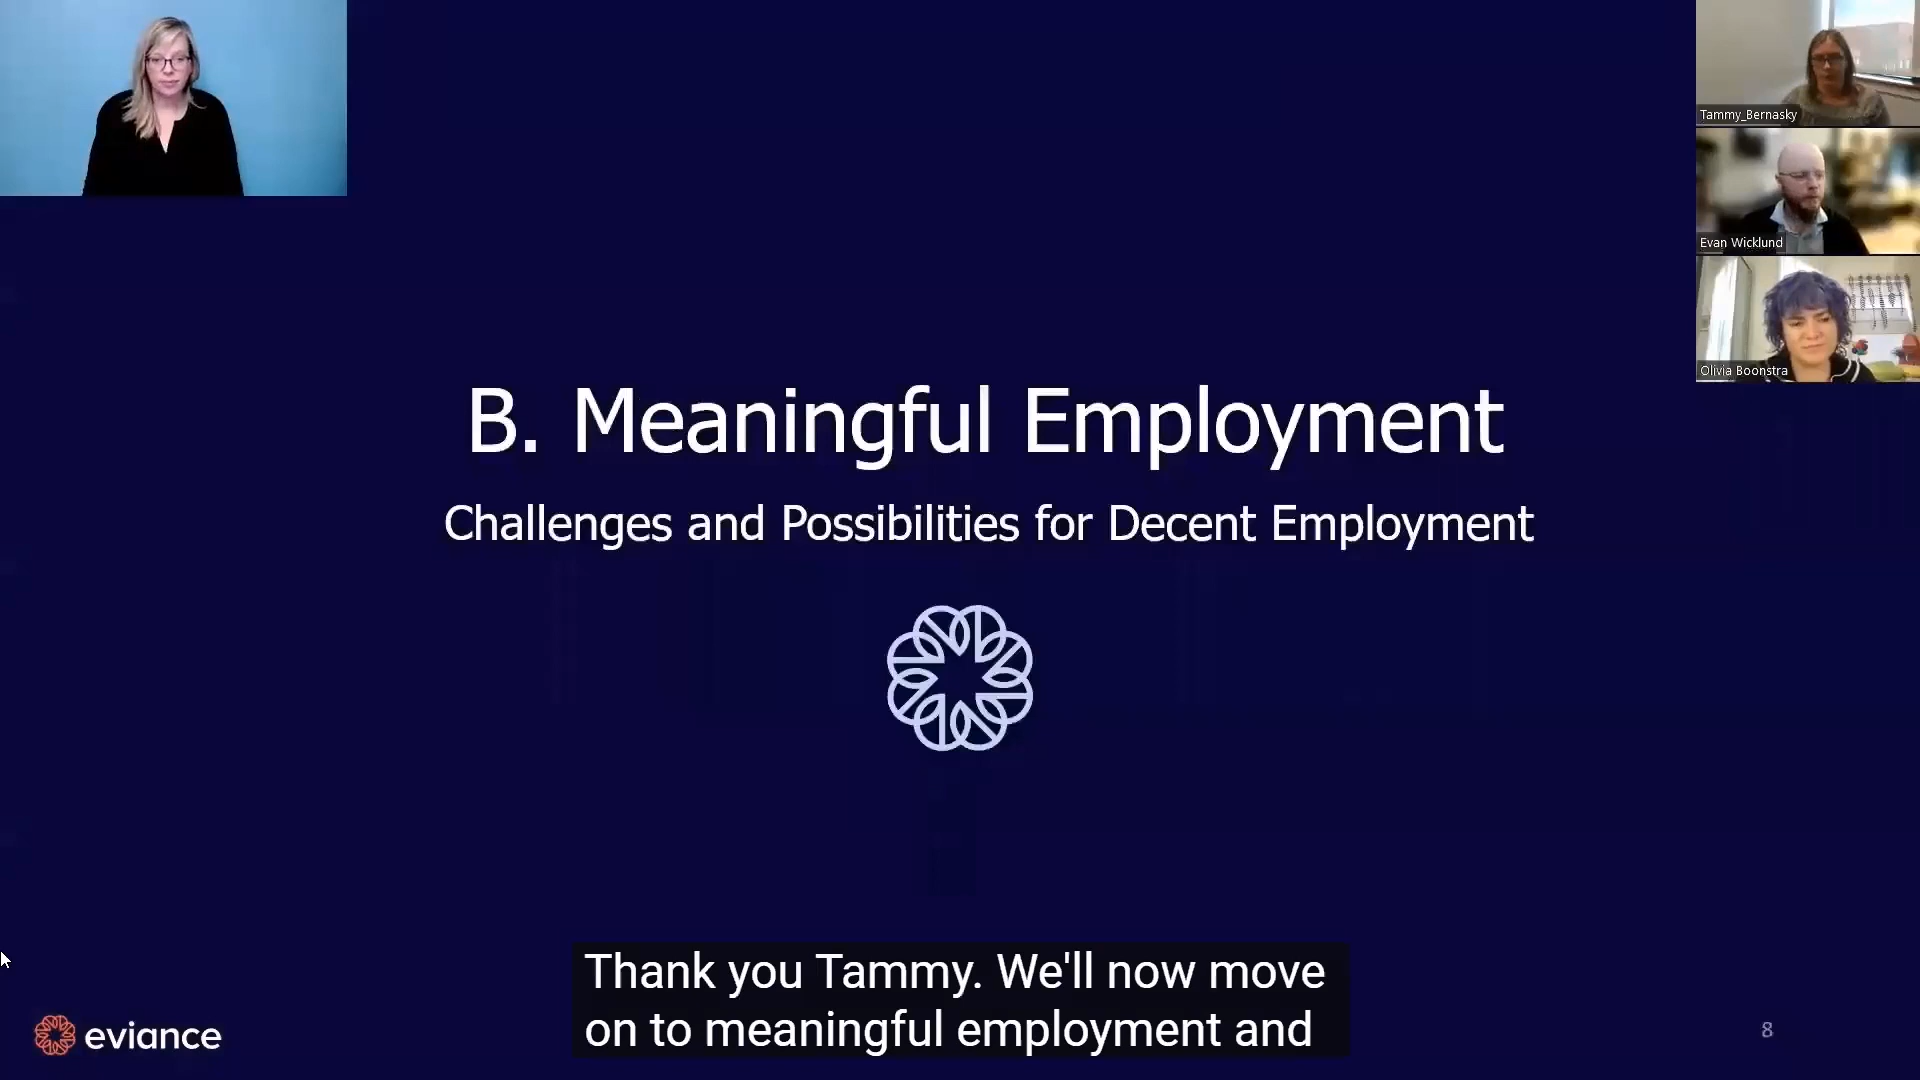 Tammy_Bernasky
Evan Wicklund
Olivia Boonstra
B. Meaningful Employment
Challenges and Possibilities for Decent Employment
Thank you Tammy. We'll now move
on to meaningful employment and
eviance
8